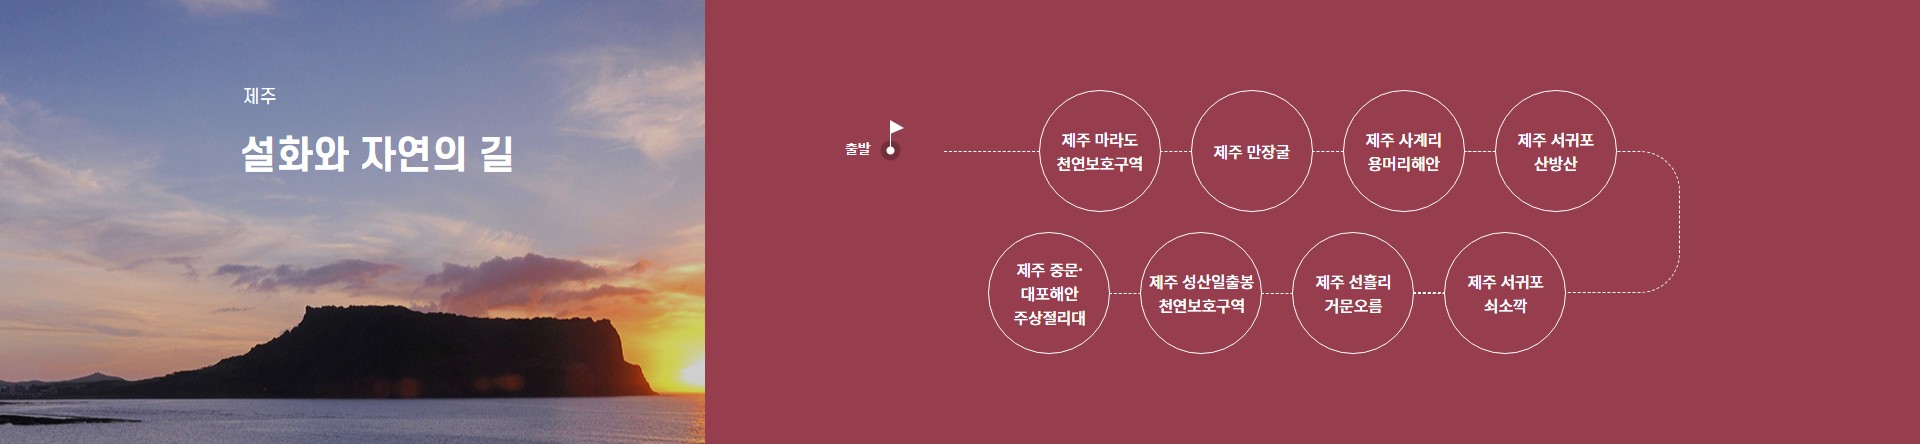 제주
설화와 자연의 길
출발
제주 마라도
천연보호구역
제주 만장굴
제주 사계리
용머리해안
제주 서귀포
산방산
제주 서귀포
쇠소깍
제주 선흘리
거문오름
제주 성산일출봉
천연보호구역
제주 중문·
대포해안
주상절리대